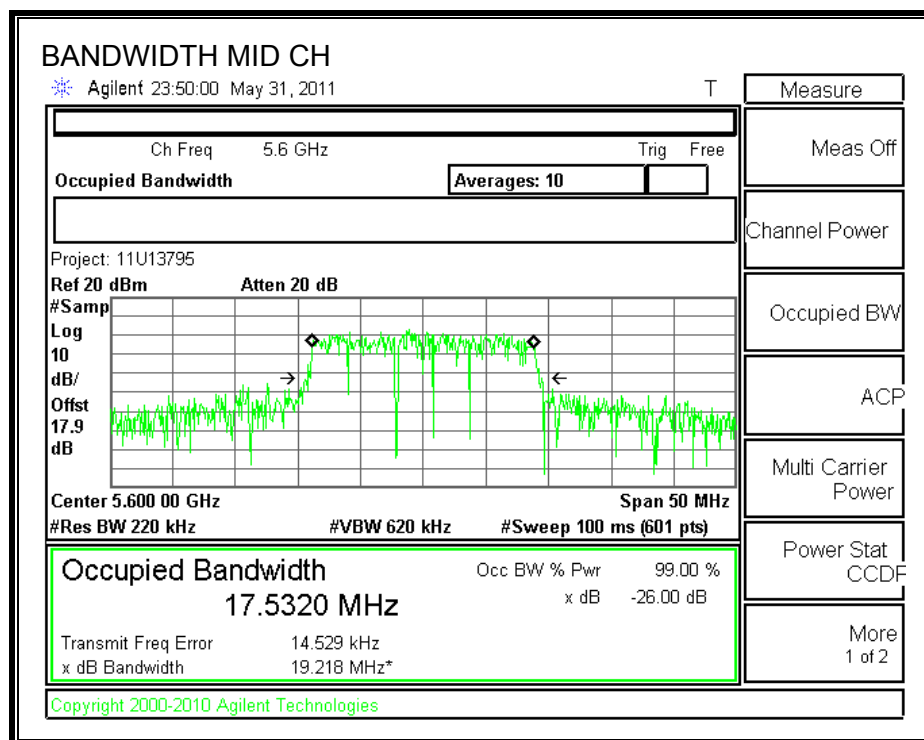 BANDWIDTH MID CH
Agilent 23:50:00 May 31, 2011 T
Measure
Ch Freq 5.6 GHz Trig Free
Meas Off
Occupied Bandwidth Averages: 10
Channel Power
Project: 11U13795
Ref 20 dBm Atten 20 dB
#Samp
Log
10
dB/
Offst
17.9
dB
Occupied BW
ACP
Multi Carrier
Power
Center 5.600 00 GHz Span 50 MHz
#Res BW 220 kHz #VBW 620 kHz #Sweep 100 ms (601 pts)
Power Stat
CCDF
Occupied Bandwidth Occ BW % Pwr 99.00 %
17.5320 MHz x dB -26.00 dB
Transmit Freq Error 14.529 kHz
x dB Bandwidth 19.218 MHz*
More
1 of 2
Copyright 2000-2010 Agilent Technologies